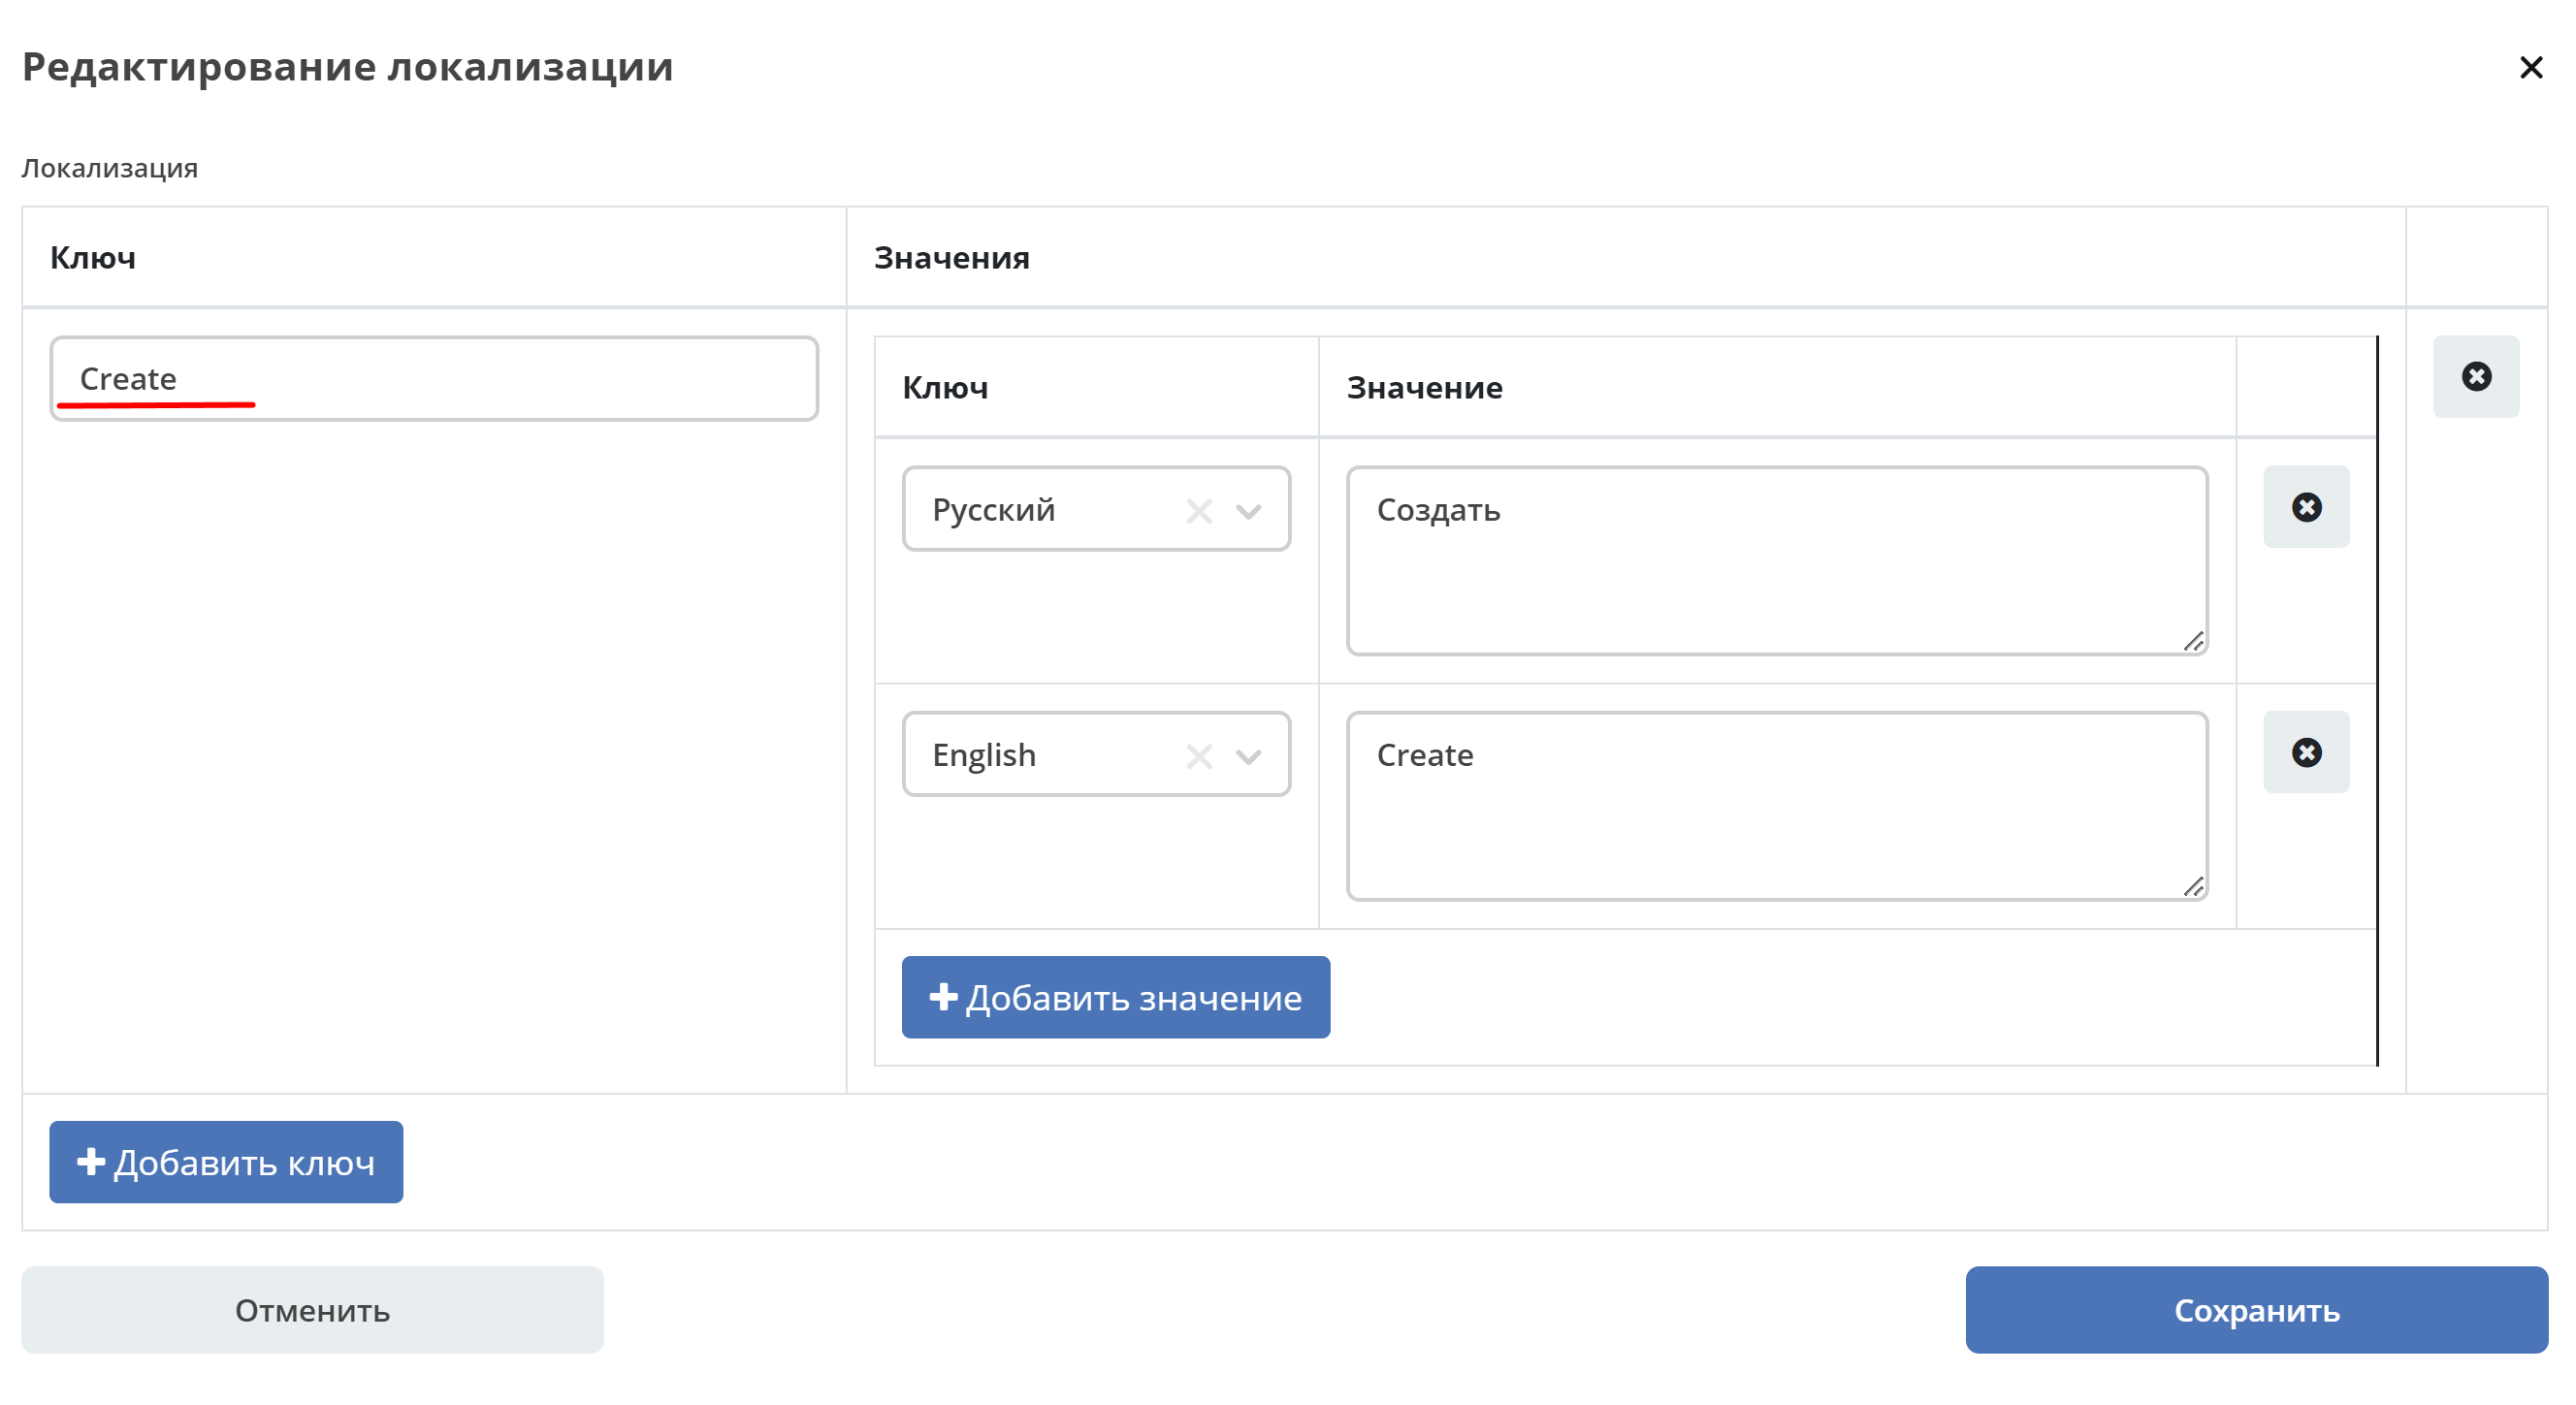 Редактирование локализации
Локализация
Ключ Значения
Create
Ключ Значение
Русский Создать
English Create
Добавить значение
Добавить ключ
Отменить Сохранить